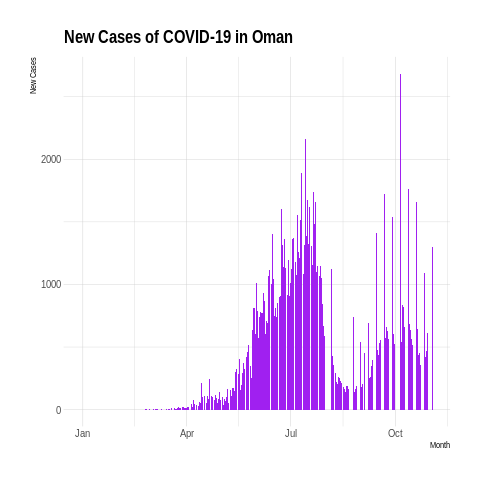 New Cases of COVID-19 in Oman
New Cases
2000
1000
0
Jan Apr Jul Oct
Month